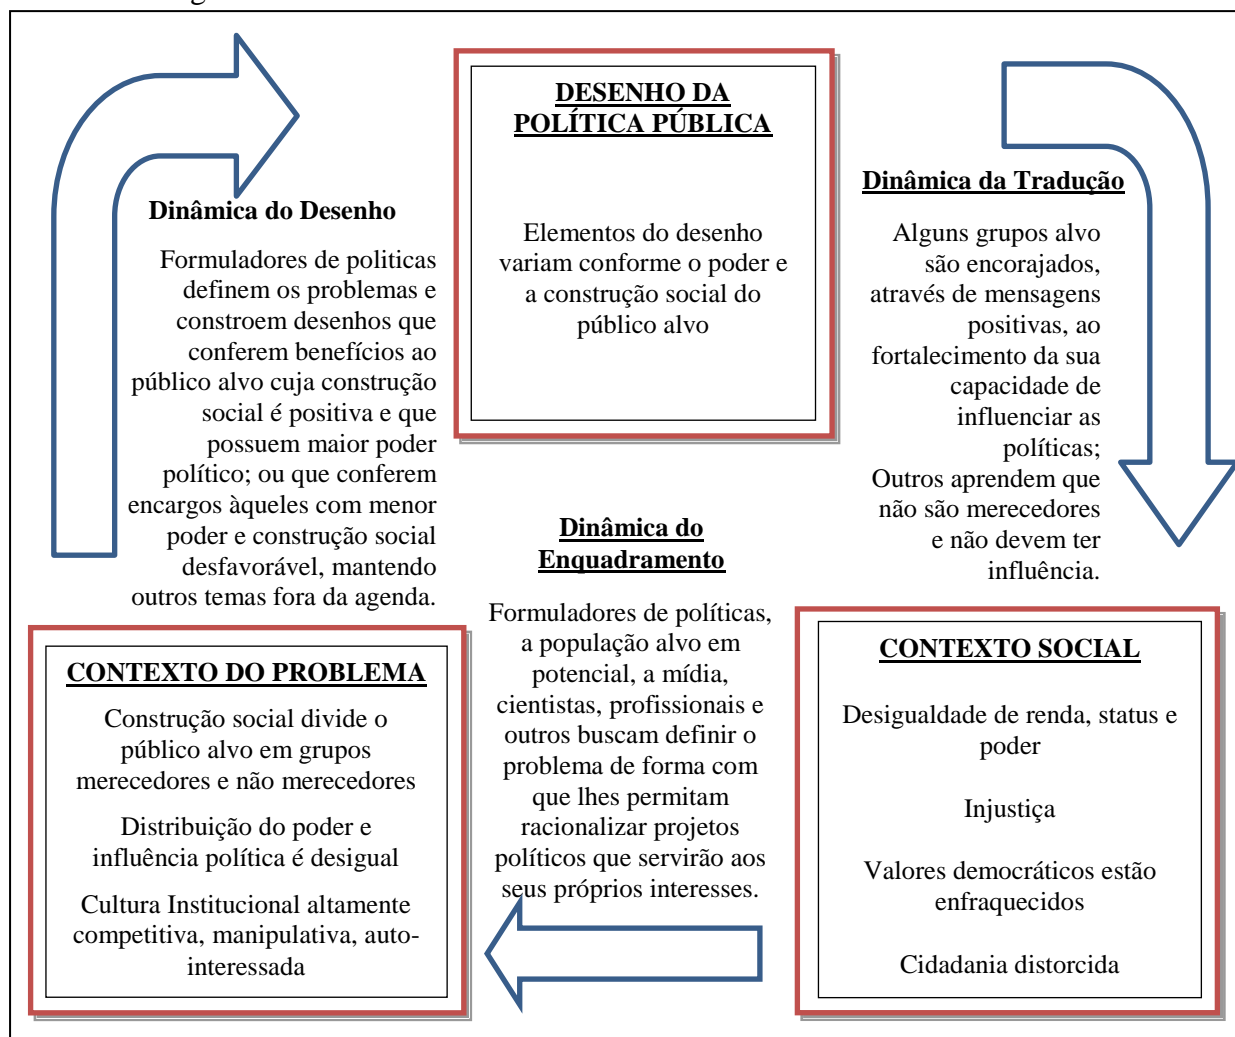 DESENHO DA
POLÍTICA PÚBLICA
Elementos do desenho
variam conforme o poder e
a construção social do
público alvo
Dinâmica da Tradução
Alguns grupos alvo
são encorajados,
através de mensagens
positivas, ao
fortalecimento da sua
capacidade de
influenciar as
políticas;
Outros aprendem que
não são merecedores
e não devem ter
influência.
Dinâmica do Desenho
Formuladores de politicas
definem os problemas e
constroem desenhos que
conferem benefícios ao
público alvo cuja construção
social é positiva e que
possuem maior poder
político; ou que conferem
encargos àqueles com menor
poder e construção social
desfavorável, mantendo
outros temas fora da agenda.
Dinâmica do
Enquadramento
Formuladores de políticas,
a população alvo em
potencial, a mídia,
cientistas, profissionais e
outros buscam definir o
problema de forma com
que lhes permitam
racionalizar projetos
políticos que servirão aos
seus próprios interesses.
CONTEXTO DO PROBLEMA
Construção social divide o
público alvo em grupos
merecedores e não merecedores
Distribuição do poder e
influência política é desigual
Cultura Institucional altamente
competitiva, manipulativa, auto-
interessada
CONTEXTO SOCIAL
Desigualdade de renda, status e
poder
Injustiça
Valores democráticos estão
enfraquecidos
Cidadania distorcida